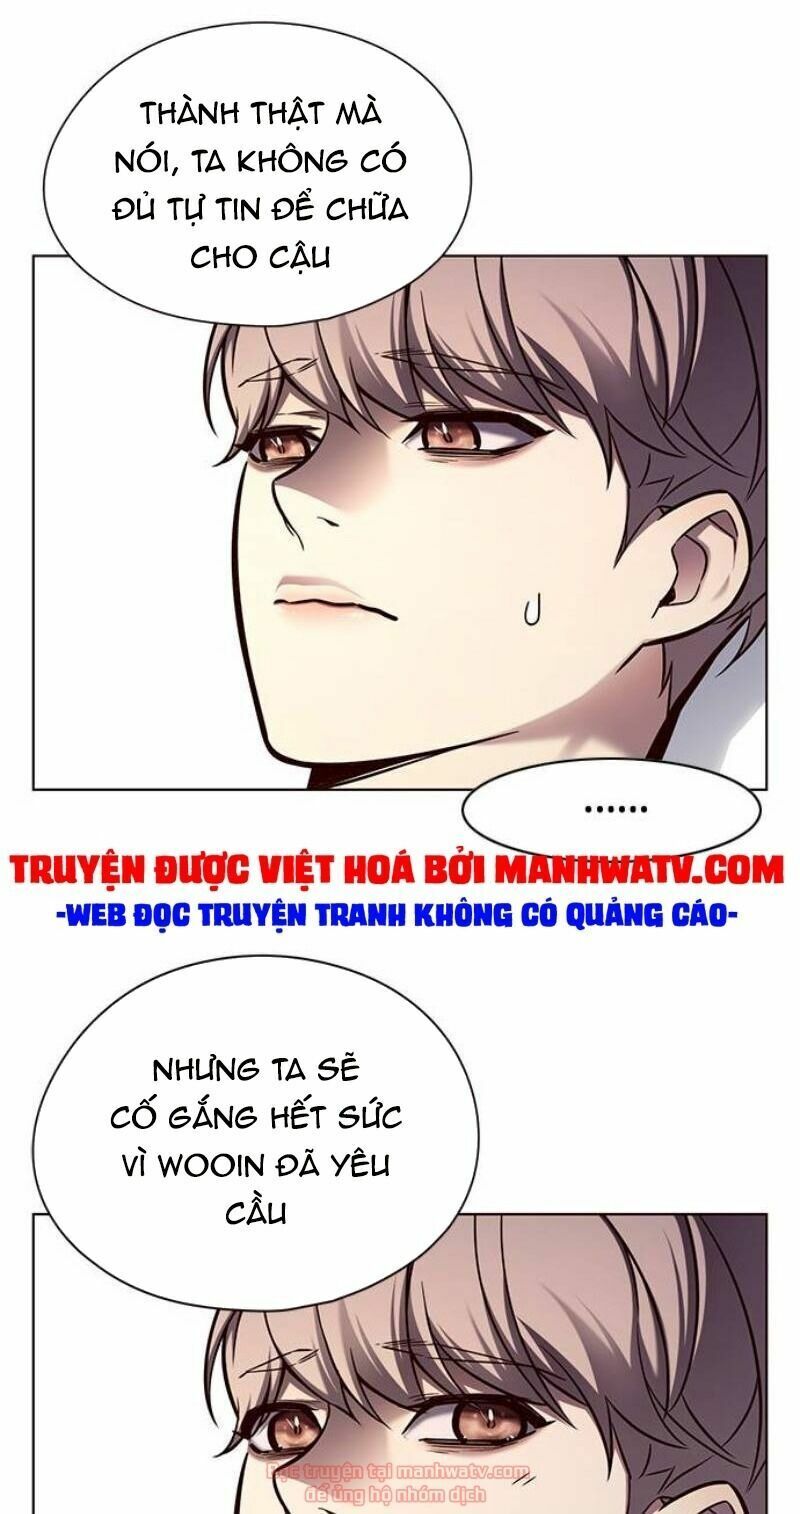 THÀNH THẬT MÀ
NÓI, TA KHÔNG CÓ
ĐỦ TỰ TIN ĐỂ CHỮA
CHO CẬU
......
TRUYỆN ĐƯỢC VIỆT HOÁ BỞI MANHWATV.COM
-WEB ĐỌC TRUYỆN TRANH KHÔNG CÓ QUẢNG CÁO-
NHƯNG TA SẼ
CỐ GẮNG HẾT SỨC
VÌ WOOIN ĐÃ YÊU
CẦU
Đọc truyện tại manhwatv.com
để ủng hộ nhóm dịch